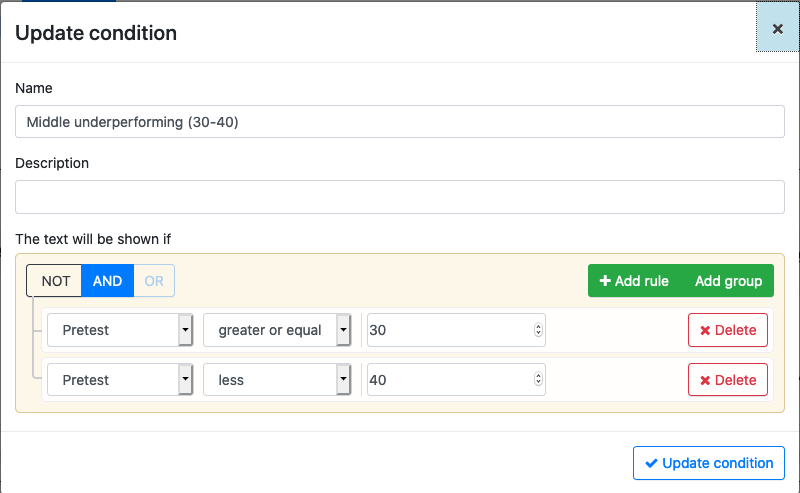 Update condition
×
Name
Middle underperforming (30-40)
Description
The text will be shown if
NOT AND OR
Add rule Add group
Pretest greater or equal 30 Delete
Pretest less 40 Delete
Update condition